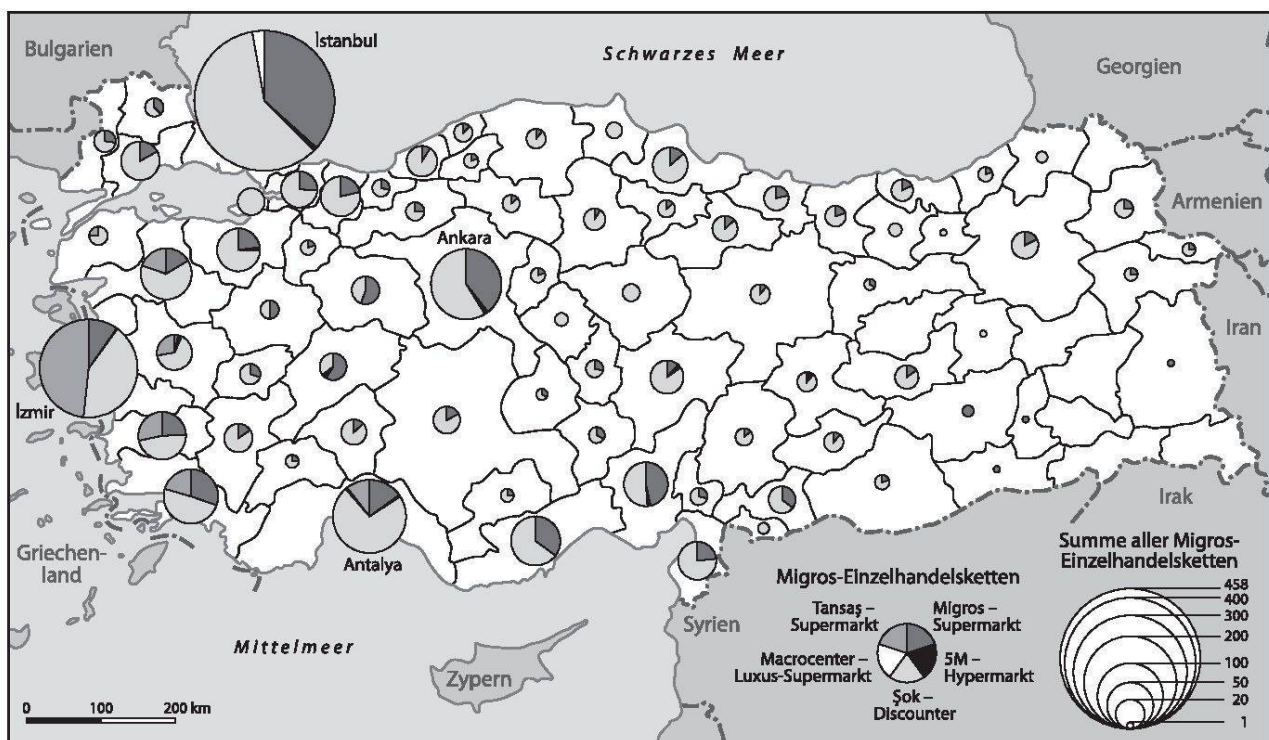 Bulgarien
İstanbul
Schwarzes Meer
Georgien
Armenien
Ankara
Iran
İzmir
Irak
Griechen-
land
Antalya
Syrien
Mittelmeer
Zypern
0 100 200 km
Migros-Einzelhandelsketten
Tansaş –
Supermarkt
Migros –
Supermarkt
Macrocenter –
Luxus-Supermarkt
5M –
Hypermarkt
Şok –
Discounter
Summe aller Migros-
Einzelhandelsketten
458
400
300
200
100
50
20
1